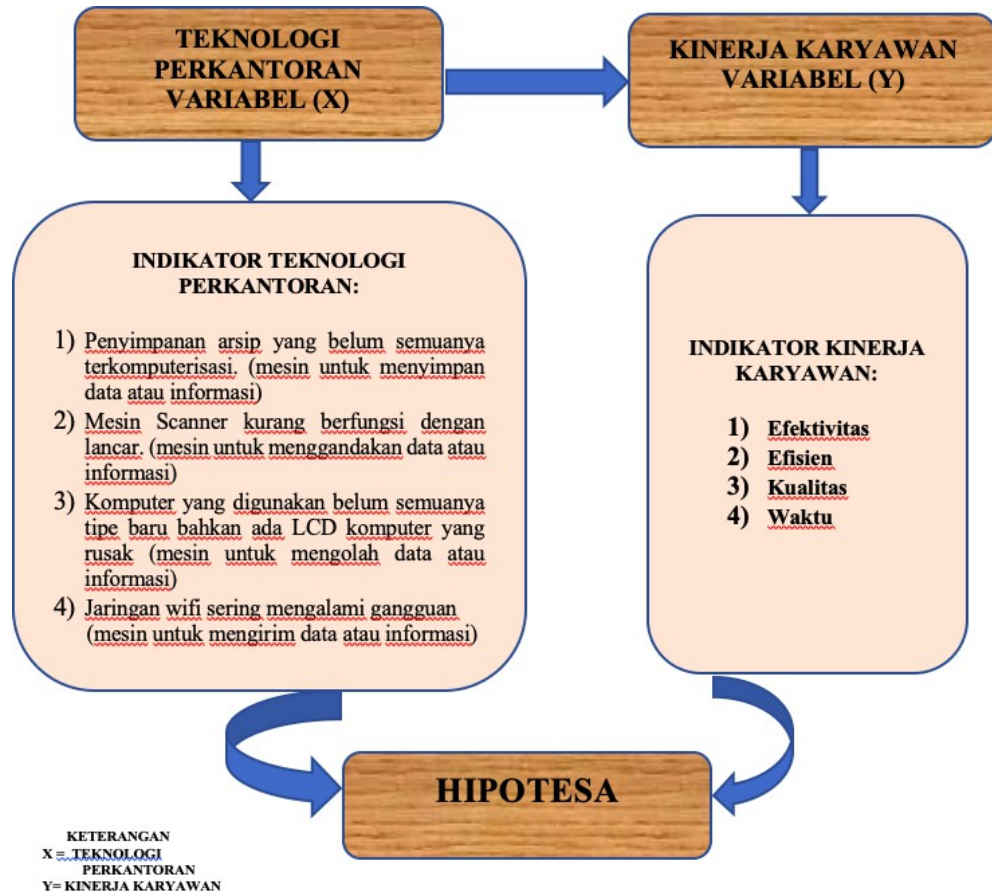 TEKNOLOGI
PERKANTORAN
VARIABEL (X)
KINERJA KARYAWAN
VARIABEL (Y)
INDIKATOR TEKNOLOGI
PERKANTORAN:
1) Penyimpanan arsip yang belum semuanya
terkomputerisasi. (mesin untuk menyimpan
data atau informasi)
2) Mesin Scanner kurang berfungsi dengan
lancar. (mesin untuk menggandakan data atau
informasi)
3) Komputer yang digunakan belum semuanya
tipe baru bahkan ada LCD komputer yang
rusak (mesin untuk mengolah data atau
informasi)
4) Jaringan wifi sering mengalami gangguan
(mesin untuk mengirim data atau informasi)
INDIKATOR KINERJA
KARYAWAN:
1) Efektivitas
2) Efisien
3) Kualitas
4) Waktu
HIPOTESA
KETERANGAN
X = TEKNOLOGI
PERKANTORAN
Y= KINERJA KARYAWAN